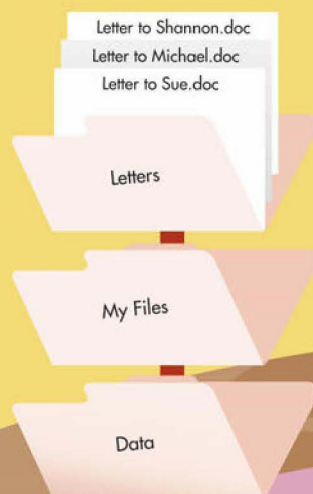 Letter to Shannon.doc
Letter to Michael.doc
Letter to Sue.doc
Letters
My Files
Data